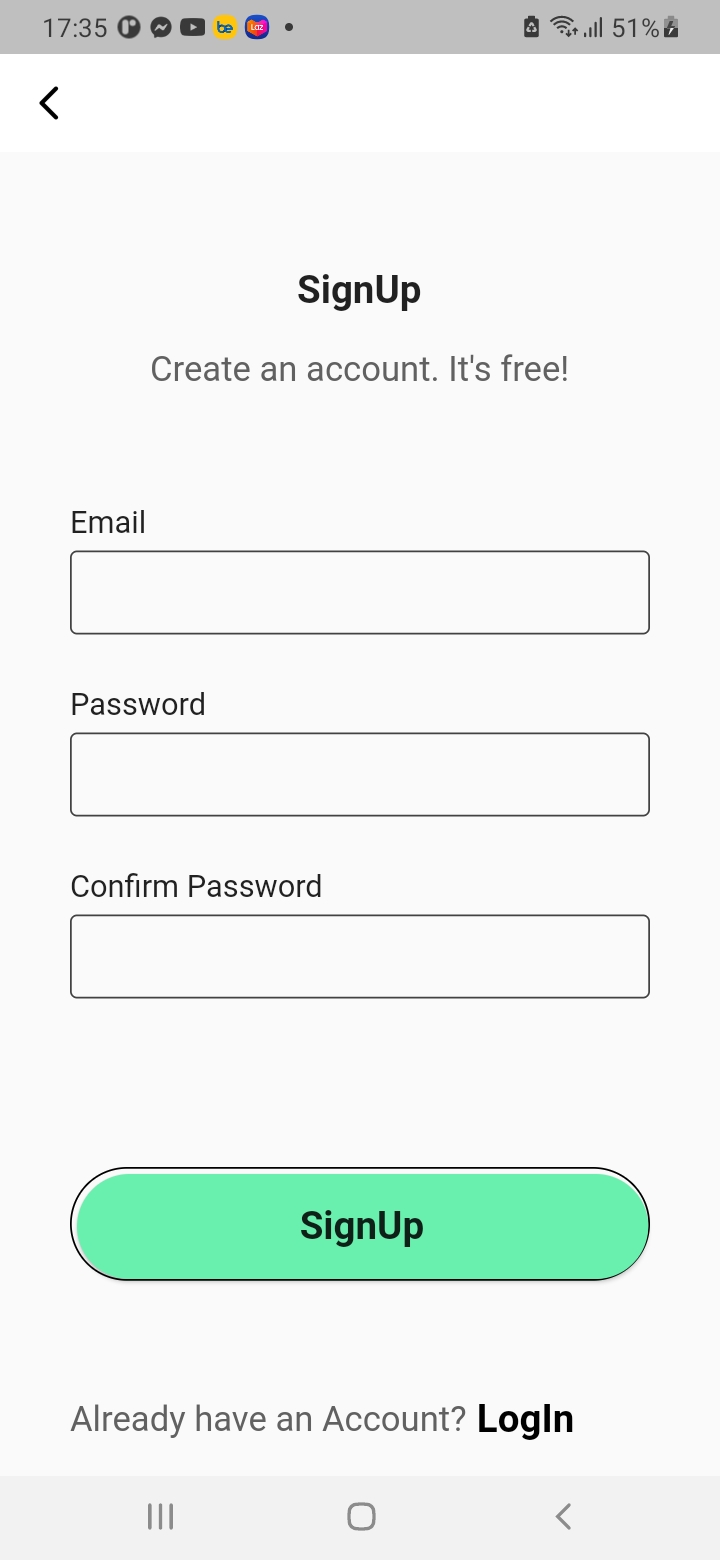 17:35 be Laz 51%
SignUp
Create an account. It's free!
Email
Password
Confirm Password
SignUp
Already have an Account? LogIn